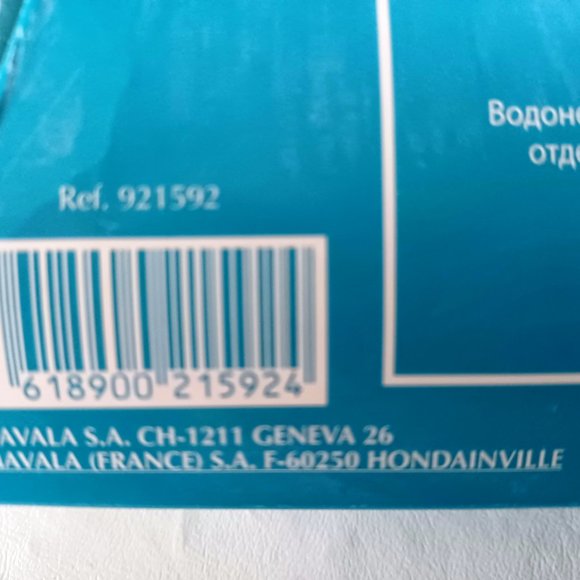 Ref. 921592
618900 215924
AVALA S.A. CH-1211 GENEVA 26
AVALA (FRANCE) S.A. F-60250 HONDAINVILLE
Водоне
отде